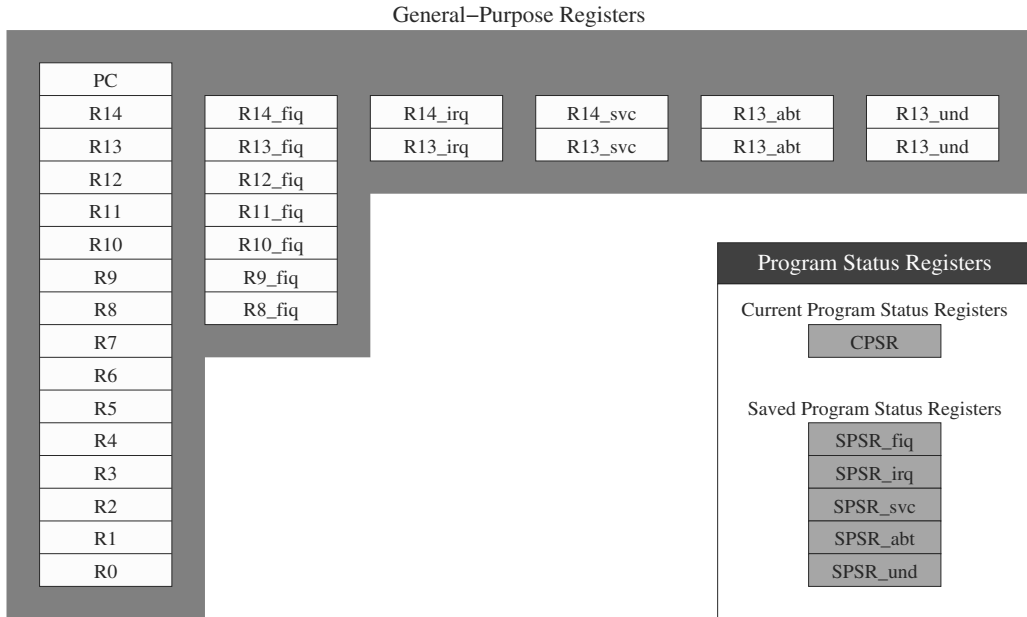 General−Purpose Registers
PC
R14 R14_fiq R14_irq R14_svc R13_abt R13_und
R13 R13_fiq R13_irq R13_svc R13_abt R13_und
R12 R12_fiq
R11 R11_fiq
R10 R10_fiq
R9 R9_fiq
R8 R8_fiq
R7
R6
R5
R4
R3
R2
R1
R0
Program Status Registers
Current Program Status Registers
CPSR
Saved Program Status Registers
SPSR_fiq
SPSR_irq
SPSR_svc
SPSR_abt
SPSR_und